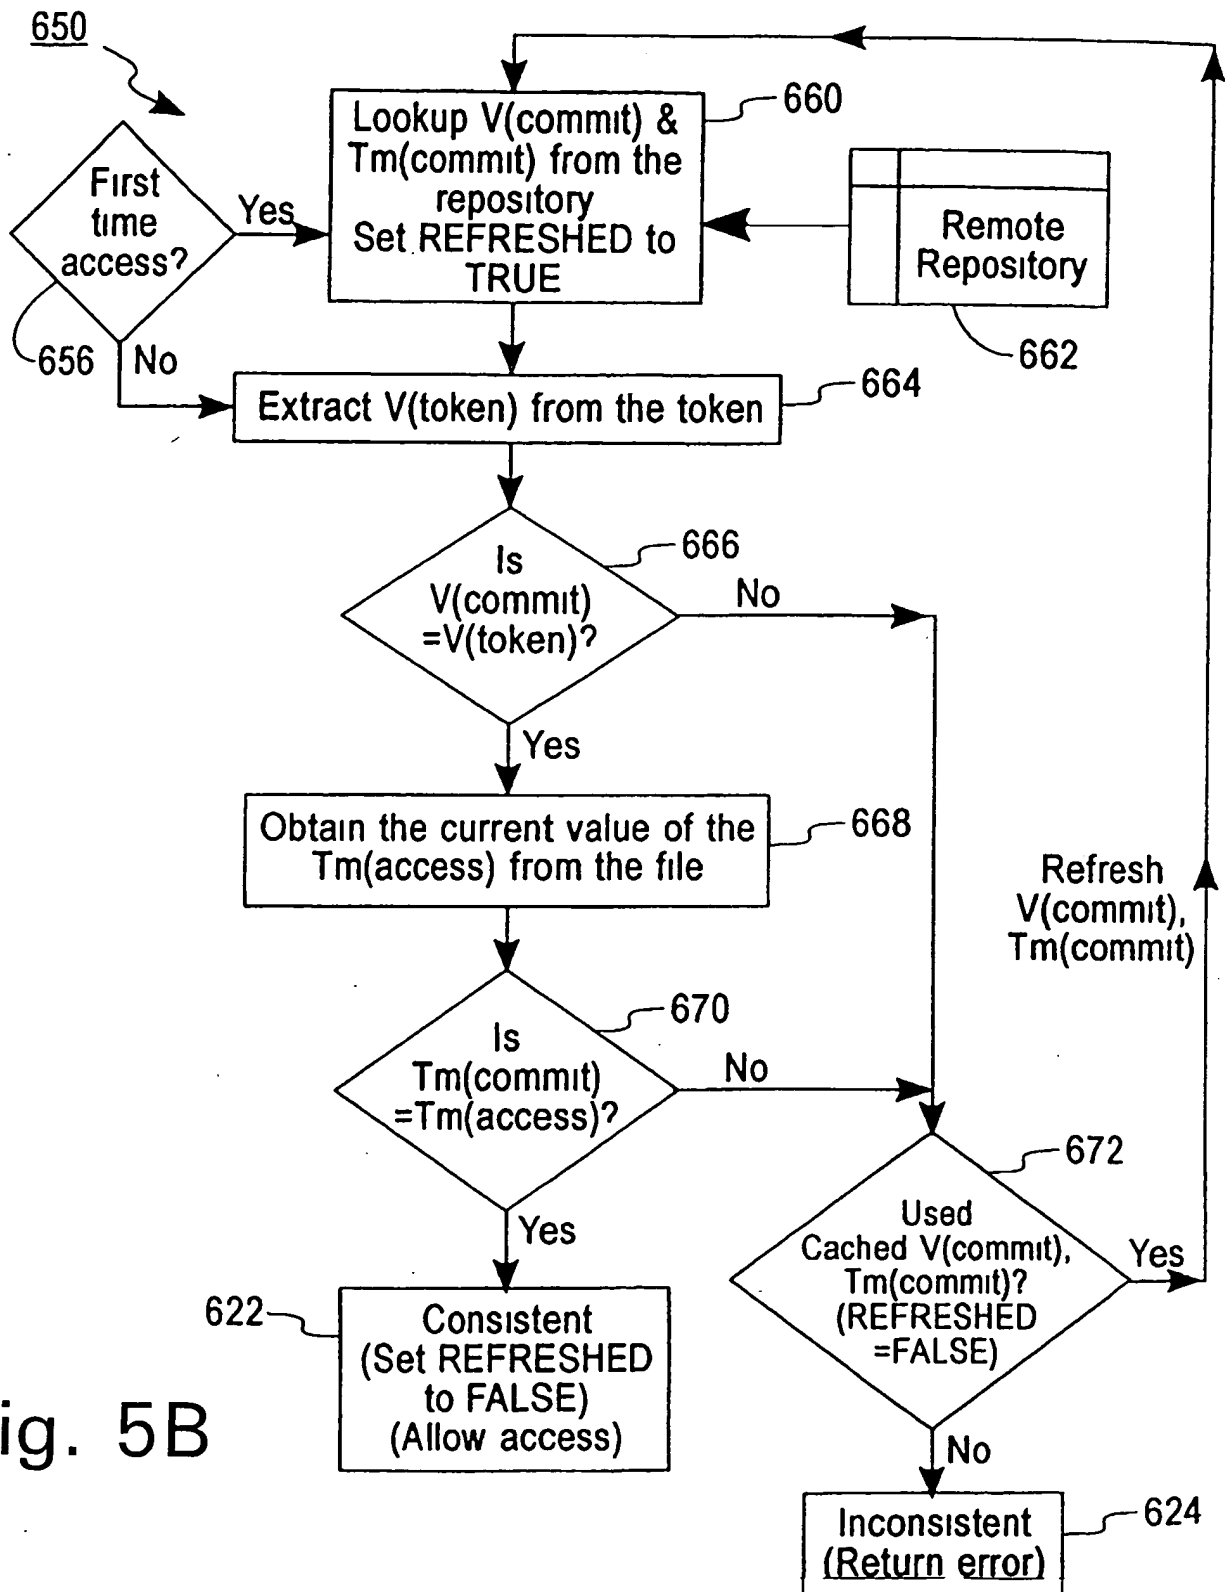 650
Lookup V(commit) &
Tm(commit) from the
repository
Set REFRESHED to
TRUE
660
First
time
access?
Yes
Remote
Repository
656
No
662
Extract V(token) from the token
664
Is
V(commit)
=V(token)?
666
No
Yes
Obtain the current value of the
Tm(access) from the file
668
Refresh
V(commit),
Tm(commit)
Is
Tm(commit)
=Tm(access)?
670
No
Yes
672
Used
Cached V(commit),
Tm(commit)?
(REFRESHED
=FALSE)
Yes
622
Consistent
(Set REFRESHED
to FALSE)
(Allow access)
No
ig. 5B
Inconsistent
(Return error)
624